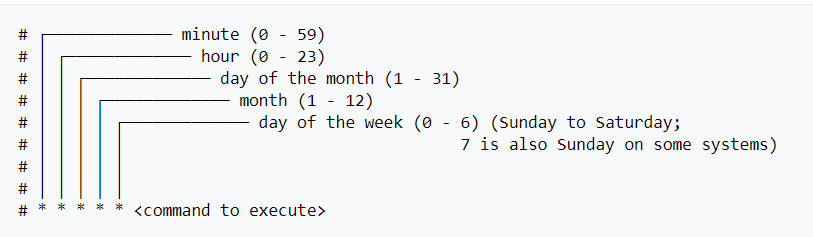 # ┌───────────── minute (0 - 59)
# │ ┌───────────── hour (0 - 23)
# │ │ ┌───────────── day of the month (1 - 31)
# │ │ │ ┌───────────── month (1 - 12)
# │ │ │ │ ┌───────────── day of the week (0 - 6) (Sunday to Saturday;
# │ │ │ │ │                                   7 is also Sunday on some systems)
# │ │ │ │ │
# │ │ │ │ │
# * * * * * <command to execute>